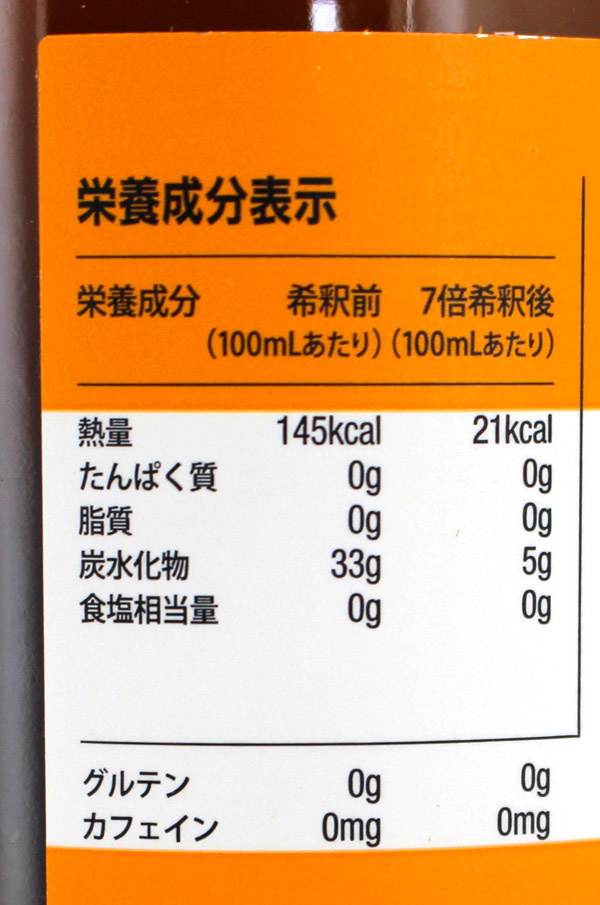 栄養成分表示
栄養成分 希釈前 7倍希釈後
(100mLあたり) (100mLあたり)
熱量 145kcal 21kcal
たんぱく質 0g 0g
脂質 0g 0g
炭水化物 33g 5g
食塩相当量 0g 0g
グルテン 0g 0g
カフェイン 0mg 0mg